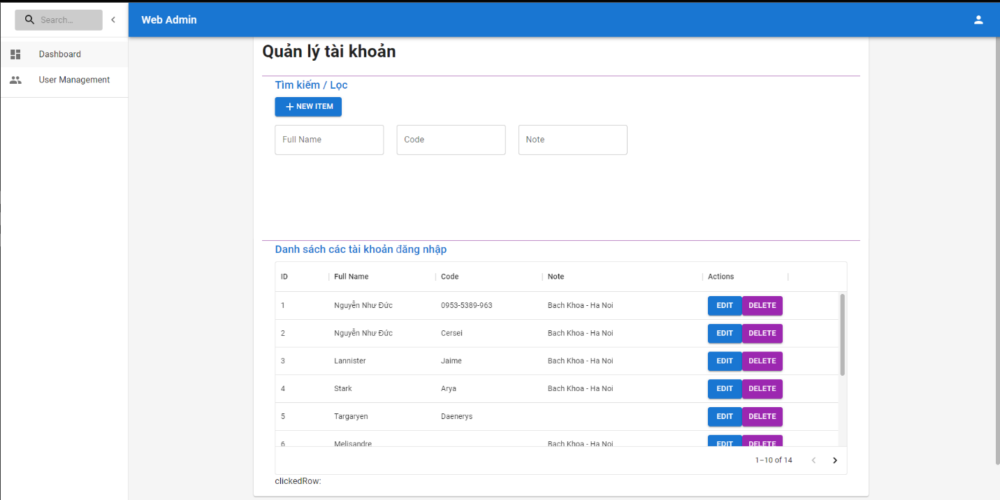 Search…
Web Admin
Dashboard
User Management
Quản lý tài khoản
Tìm kiếm / Lọc
NEW ITEM
Full Name Code Note
Danh sách các tài khoản đăng nhập
ID Full Name Code Note Actions
1 Nguyễn Như Đức 0953-5389-963 Bach Khoa - Ha Noi EDIT DELETE
2 Nguyễn Như Đức Cersei Bach Khoa - Ha Noi EDIT DELETE
3 Lannister Jaime Bach Khoa - Ha Noi EDIT DELETE
4 Stark Arya Bach Khoa - Ha Noi EDIT DELETE
5 Targaryen Daenerys EDIT DELETE
6 Melisandre Bach Khoa - Ha Noi EDIT DELETE
1–10 of 14
clickedRow: